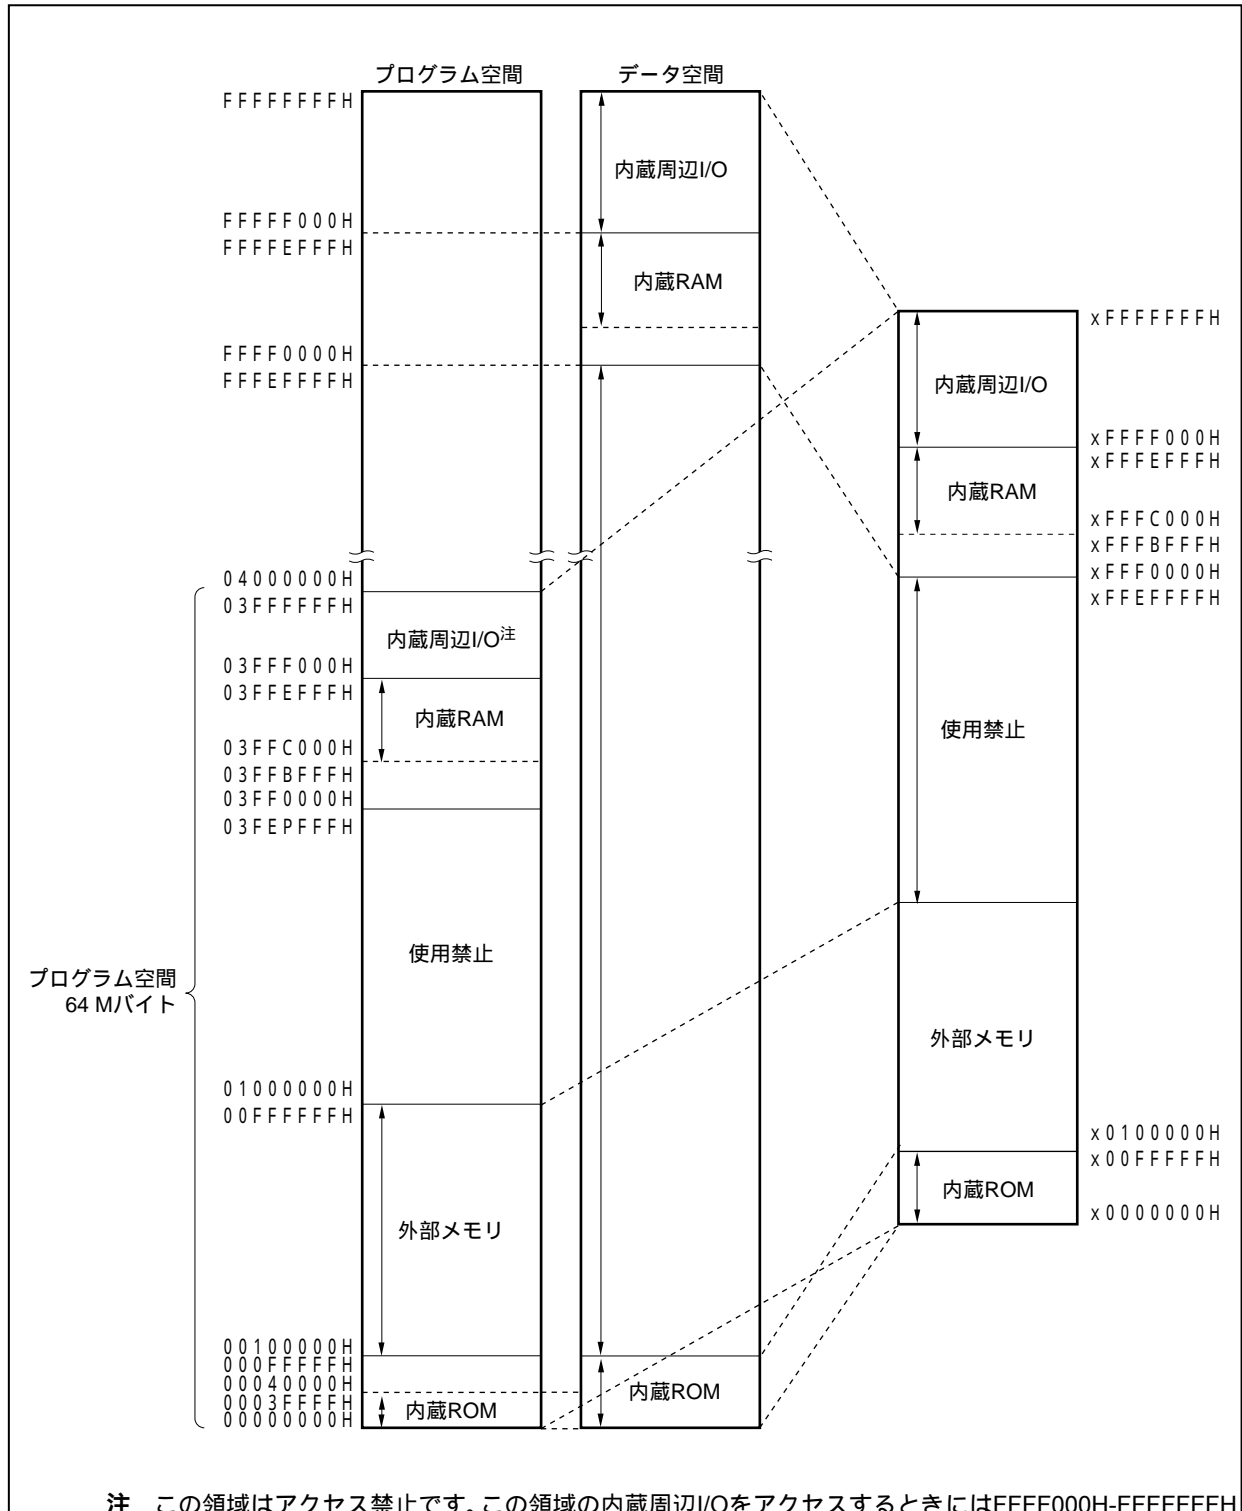 プログラム空間
データ空間
FFFFFFFFH
内蔵周辺I/O
FFFFF000H
FFFFEFFFH
内蔵RAM
FFFF0000H
FFFEFFFFH
04000000H
03FFFFFFH
内蔵周辺I/O注
03FFF000H
03FFEFFFH
内蔵RAM
03FFC000H
03FFBFFFH
03FF0000H
03FEPFFFH
使用禁止
プログラム空間
64 Mバイト
01000000H
00FFFFFFH
外部メモリ
00100000H
000FFFFFH
00040000H
0003FFFFH
00000000H
内蔵ROM
内蔵ROM
xFFFFFFFH
内蔵周辺I/O
xFFFF000H
xFFFEFFFH
内蔵RAM
xFFFC000H
xFFFBFFFH
xFFF0000H
xFFEFFFFH
使用禁止
外部メモリ
x0100000H
x00FFFFFH
内蔵ROM
x0000000H
注 この領域はアクセス禁止です。この領域の内蔵周辺I/OをアクセスするときにはFFFF000H-FFFFFFFH